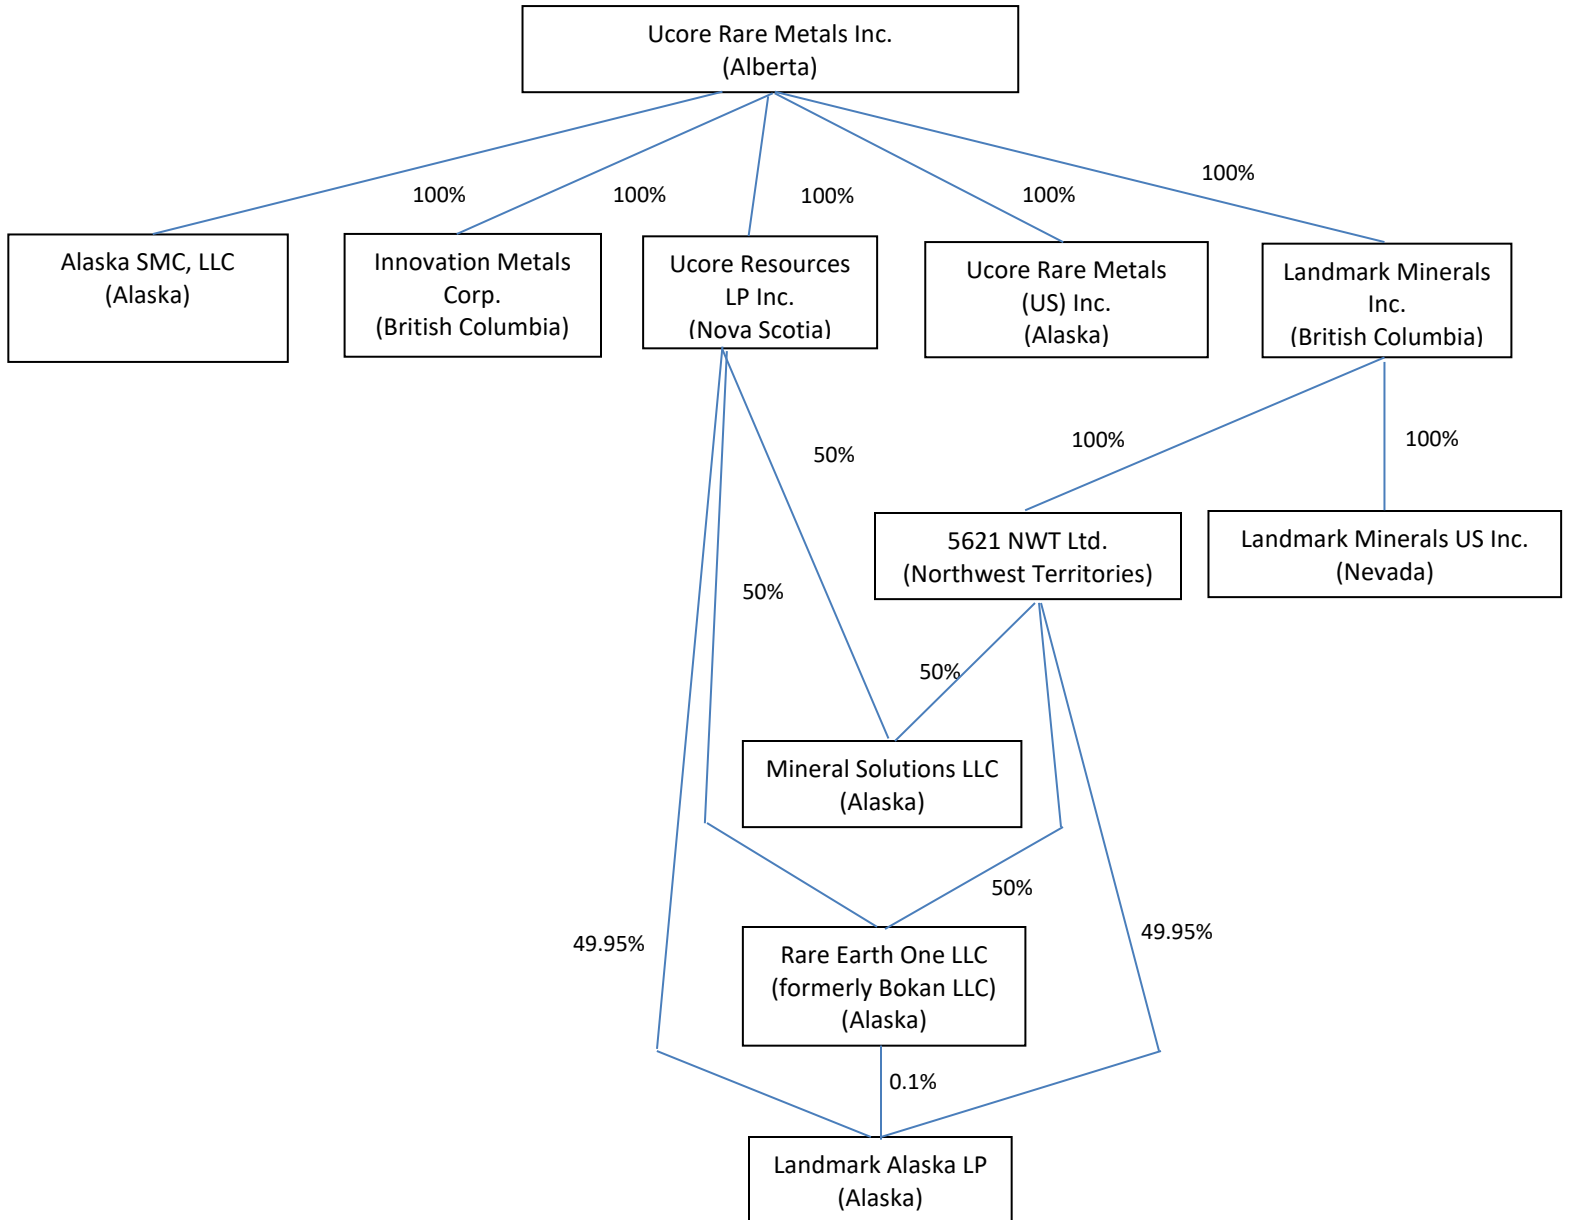 Ucore Rare Metals Inc.
(Alberta)
100%
100%
100%
100%
100%
Alaska SMC, LLC
(Alaska)
Innovation Metals
Corp.
(British Columbia)
Ucore Resources
LP Inc.
(Nova Scotia)
Ucore Rare Metals
(US) Inc.
(Alaska)
Landmark Minerals
Inc.
(British Columbia)
50%
100%
100%
5621 NWT Ltd.
(Northwest Territories)
Landmark Minerals US Inc.
(Nevada)
50%
50%
Mineral Solutions LLC
(Alaska)
50%
49.95%
49.95%
Rare Earth One LLC
(formerly Bokan LLC)
(Alaska)
0.1%
Landmark Alaska LP
(Alaska)